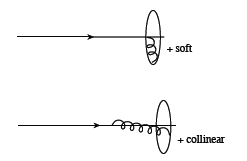 + soft
+ collinear